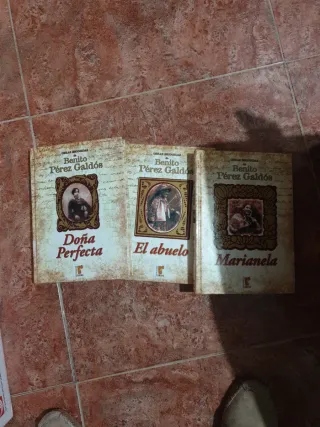 Benito
Pérez Galdós
Doña
Perfecta
Benito
Pérez Galdós
El abuelo
Benito
Pérez Galdós
Marianela